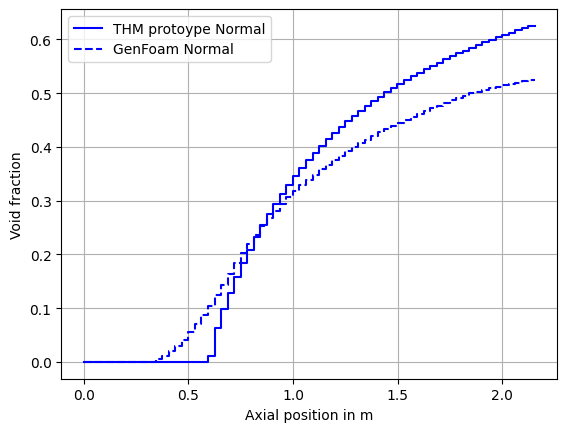 THM protoype Normal
GenFoam Normal
Void fraction
0.6
0.5
0.4
0.3
0.2
0.1
0.0
0.0 0.5 1.0 1.5 2.0
Axial position in m